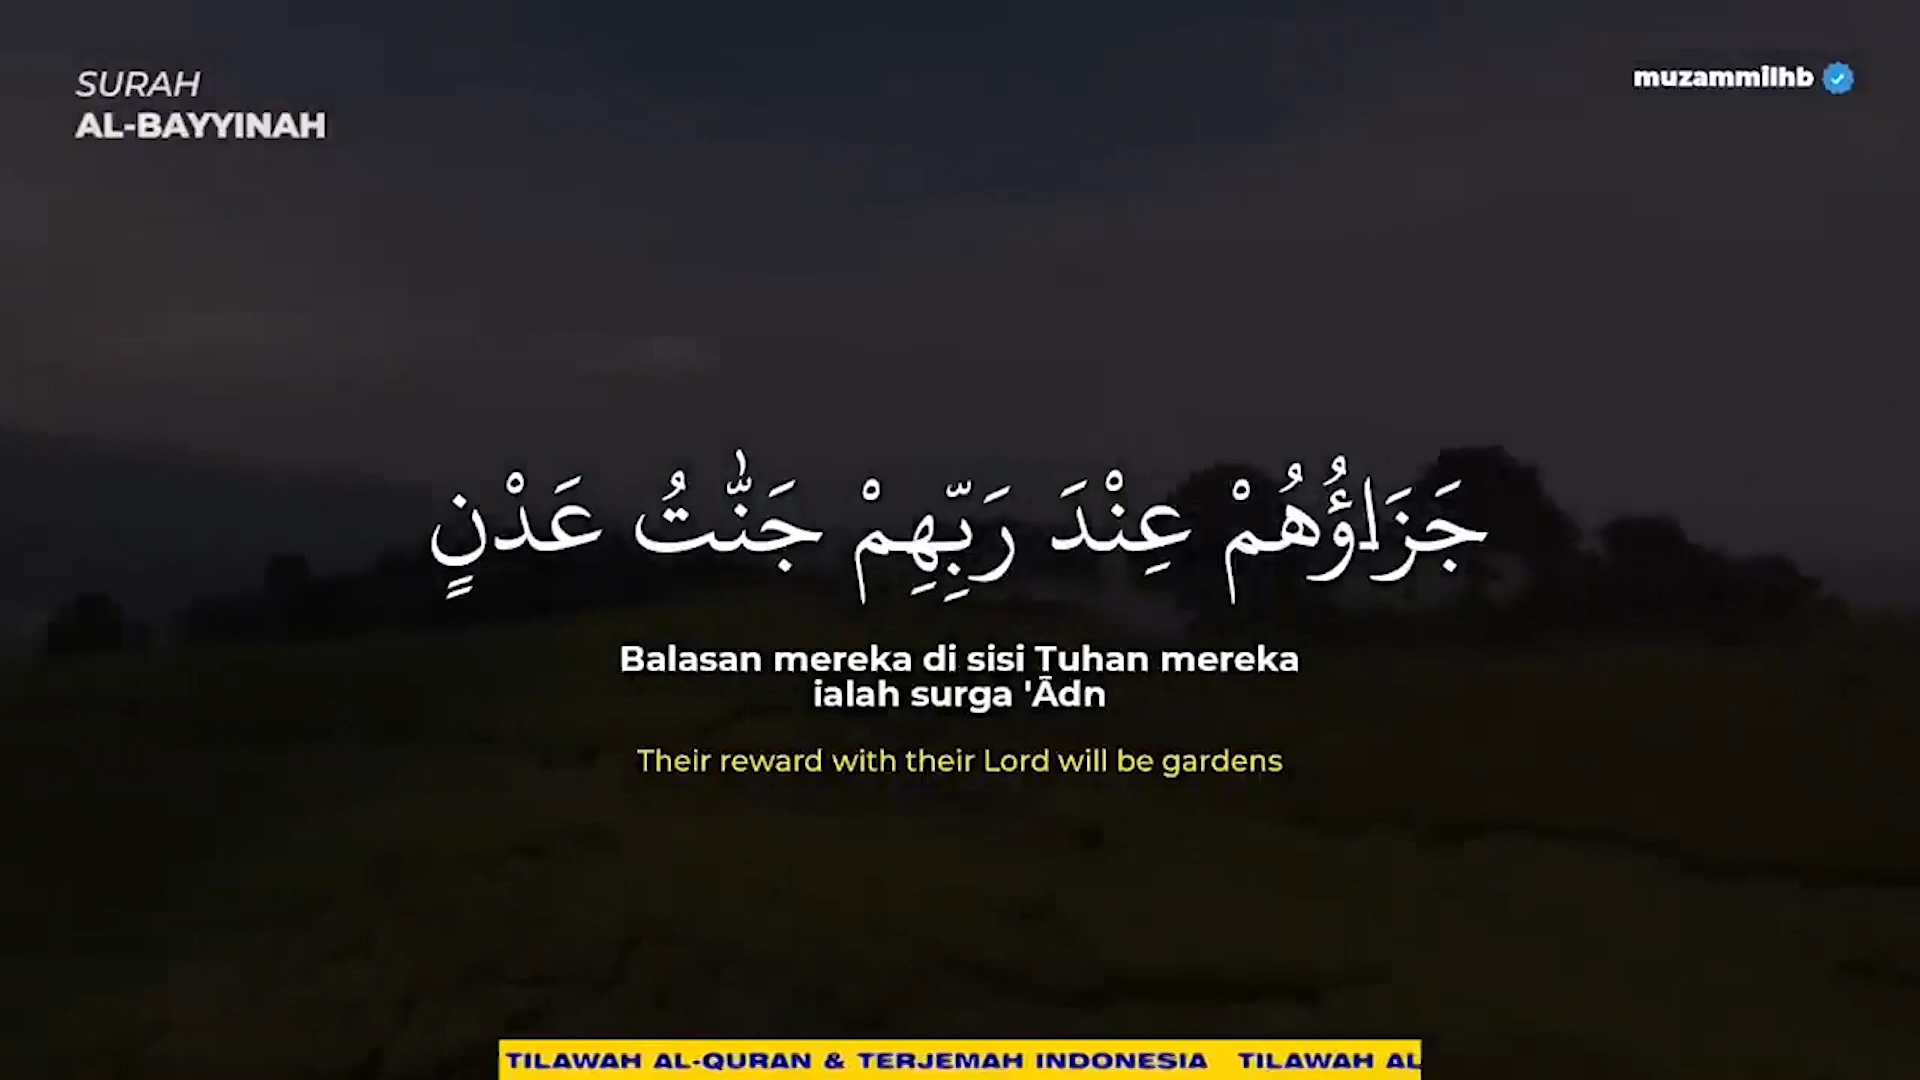 SURAH
AL-BAYYINAH
muzammilhb
جَزَاۤؤُهُمْ عِنْدَ رَبِّهِمْ جَنّٰتُ عَدْنٍ
Balasan mereka di sisi Tuhan mereka
ialah surga 'Ādn
Their reward with their Lord will be gardens
TILAWAH AL-QURAN & TERJEMAH INDONESIA TILAWAH AL